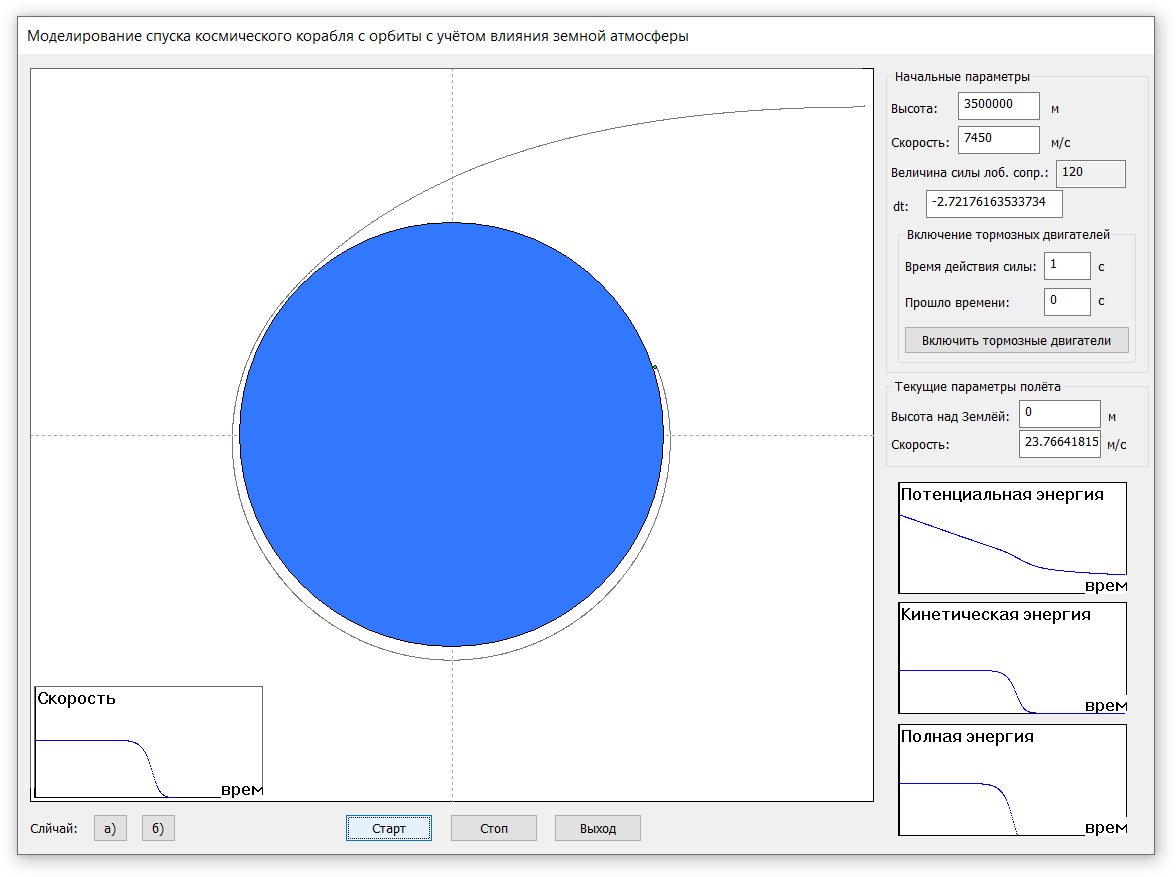 Моделирование спуска космического корабля с орбиты с учётом влияния земной атмосферы
Начальные параметры
Высота: 3500000 м
Скорость: 7450 м/с
Величина силы лоб. сопр.: 120
dt: -2.72176163533734
Включение тормозных двигателей
Время действия силы: 1 с
Прошло времени: 0 с
Включить тормозные двигатели
Текущие параметры полёта
Высота над Землёй: 0 м
Скорость: 23.76641815 м/с
Потенциальная энергия
врем
Кинетическая энергия
врем
Полная энергия
врем
Скорость
врем
Слйчай: а) б) Старт Стоп Выход